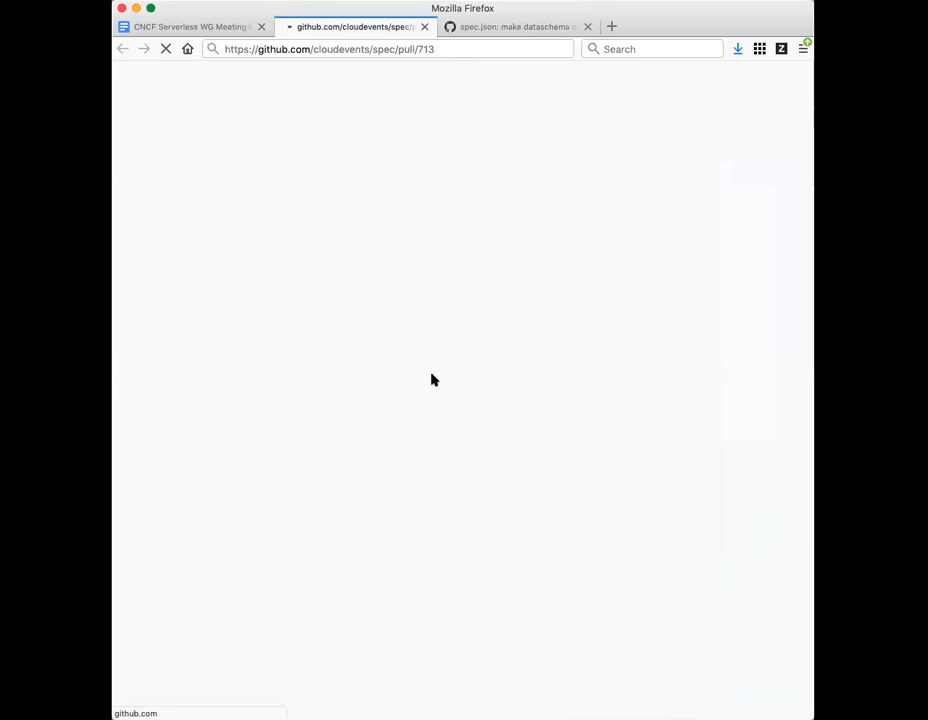 Mozilla Firefox
CNCF Serverless WG Meeting
github.com/cloudevents/spec/
spec.json: make dataschema
https://github.com/cloudevents/spec/pull/713
Search
Z
github.com